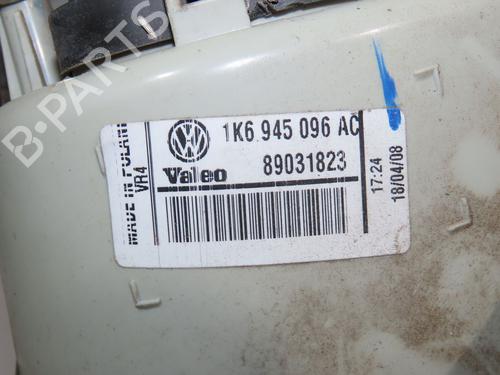 MADE IN POLAND
VR4
1K6 945 096 AC
Valeo
89031823
17:24
18/04/08
B-PARTS